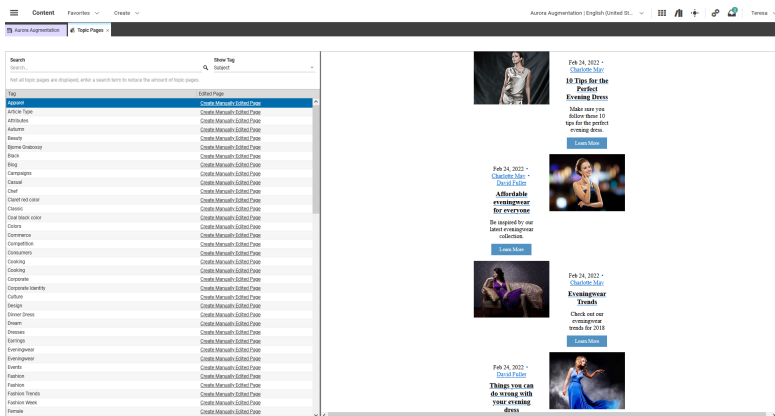 Content Favorites Create Aurora Augmentation | English (United St... Teresa
Aurora Augmentation Topic Pages ×
Search Show Tag
Search... Subject
Not all topic pages are displayed, enter a search term to reduce the amount of topic pages.
Tag Edited Page
Apparel Create Manually Edited Page
Article Type Create Manually Edited Page
Attributes Create Manually Edited Page
Autumn Create Manually Edited Page
Beauty Create Manually Edited Page
Bjorne Grabossy Create Manually Edited Page
Black Create Manually Edited Page
Blog Create Manually Edited Page
Campaigns Create Manually Edited Page
Casual Create Manually Edited Page
Chef Create Manually Edited Page
Claret red color Create Manually Edited Page
Classic Create Manually Edited Page
Coal black color Create Manually Edited Page
Colors Create Manually Edited Page
Commerce Create Manually Edited Page
Competition Create Manually Edited Page
Consumers Create Manually Edited Page
Cooking Create Manually Edited Page
Cooking Create Manually Edited Page
Corporate Create Manually Edited Page
Corporate Identity Create Manually Edited Page
Culture Create Manually Edited Page
Design Create Manually Edited Page
Dinner Dress Create Manually Edited Page
Dream Create Manually Edited Page
Dresses Create Manually Edited Page
Earrings Create Manually Edited Page
Eveningwear Create Manually Edited Page
Eveningwear Create Manually Edited Page
Events Create Manually Edited Page
Fashion Create Manually Edited Page
Fashion Create Manually Edited Page
Fashion Trends Create Manually Edited Page
Fashion Week Create Manually Edited Page
Female Create Manually Edited Page
Feb 24, 2022 •
Charlotte May
10 Tips for the
Perfect
Evening Dress
Make sure you
follow these 10
tips for the perfect
evening dress.
Learn More
Feb 24, 2022 •
Charlotte May •
David Fuller
Affordable
eveningwear
for everyone
Be inspired by our
latest eveningwear
collection.
Learn More
Feb 24, 2022 •
Charlotte May
Eveningwear
Trends
Check out our
eveningwear
trends for 2018
Learn More
Feb 24, 2022 •
David Fuller
Things you can
do wrong with
your evening
dress